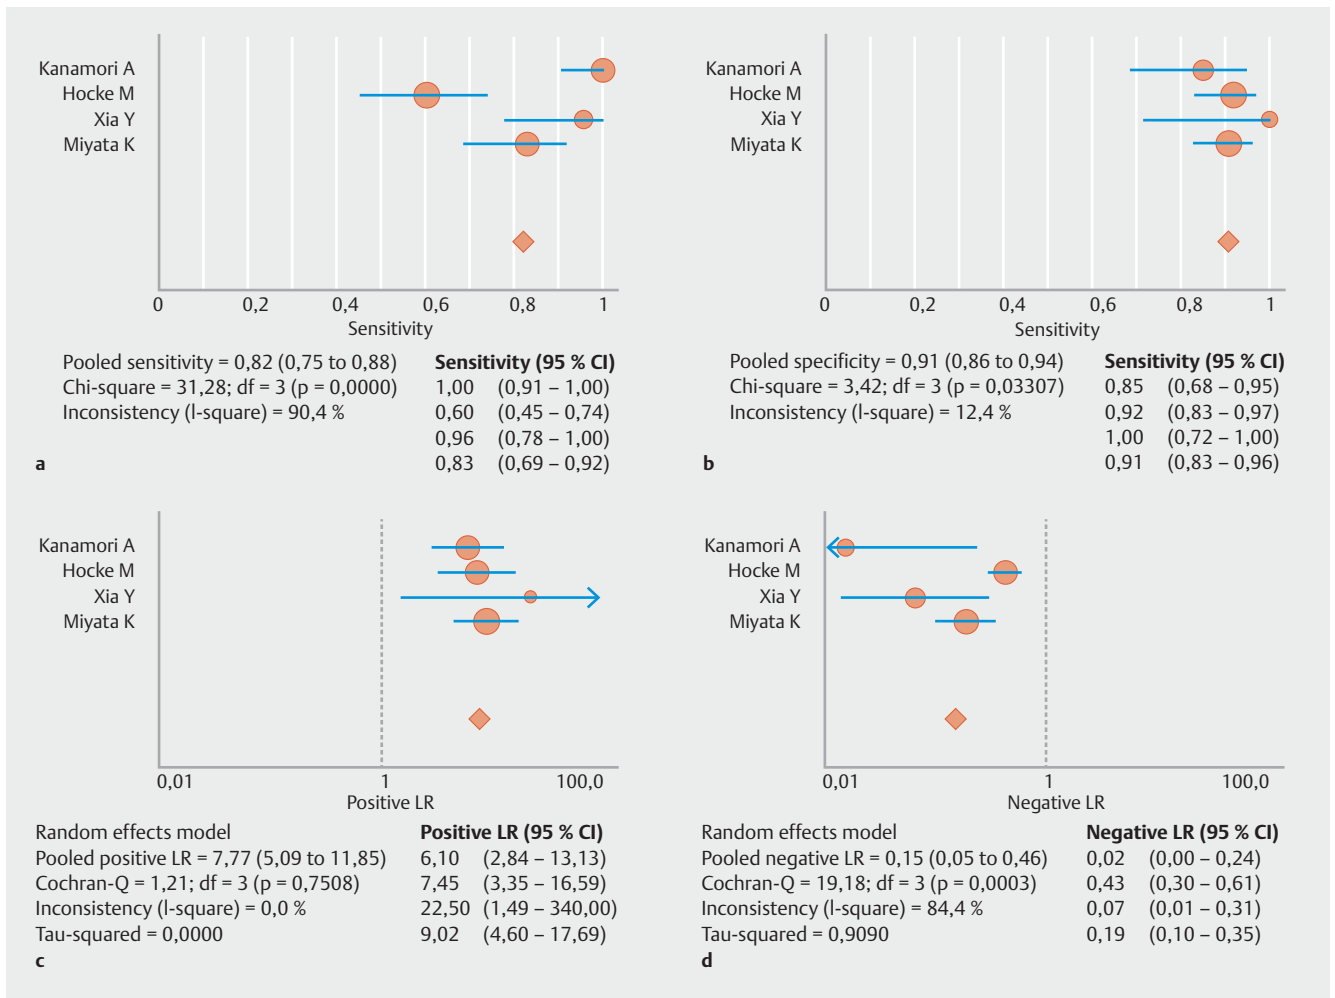 Kanamori A
Hocke M
Xia Y
Miyata K
0 0,2 0,4 0,6 0,8 1
Sensitivity
Pooled sensitivity = 0,82 (0,75 to 0,88)
Chi-square = 31,28; df = 3 (p = 0,0000)
Inconsistency (l-square) = 90,4 %
Sensitivity (95 % CI)
1,00 (0,91 – 1,00)
0,60 (0,45 – 0,74)
0,96 (0,78 – 1,00)
0,83 (0,69 – 0,92)
a
Kanamori A
Hocke M
Xia Y
Miyata K
0 0,2 0,4 0,6 0,8 1
Sensitivity
Pooled specificity = 0,91 (0,86 to 0,94)
Chi-square = 3,42; df = 3 (p = 0,03307)
Inconsistency (l-square) = 12,4 %
Sensitivity (95 % CI)
0,85 (0,68 – 0,95)
0,92 (0,83 – 0,97)
1,00 (0,72 – 1,00)
0,91 (0,83 – 0,96)
b
Kanamori A
Hocke M
Xia Y
Miyata K
0,01 1 100,0
Positive LR
Random effects model
Pooled positive LR = 7,77 (5,09 to 11,85)
Cochran-Q = 1,21; df = 3 (p = 0,7508)
Inconsistency (l-square) = 0,0 %
Tau-squared = 0,0000
Positive LR (95 % CI)
6,10 (2,84 – 13,13)
7,45 (3,35 – 16,59)
22,50 (1,49 – 340,00)
9,02 (4,60 – 17,69)
c
Kanamori A
Hocke M
Xia Y
Miyata K
0,01 1 100,0
Negative LR
Random effects model
Pooled negative LR = 0,15 (0,05 to 0,46)
Cochran-Q = 19,18; df = 3 (p = 0,0003)
Inconsistency (l-square) = 84,4 %
Tau-squared = 0,9090
Negative LR (95 % CI)
0,02 (0,00 – 0,24)
0,43 (0,30 – 0,61)
0,07 (0,01 – 0,31)
0,19 (0,10 – 0,35)
d